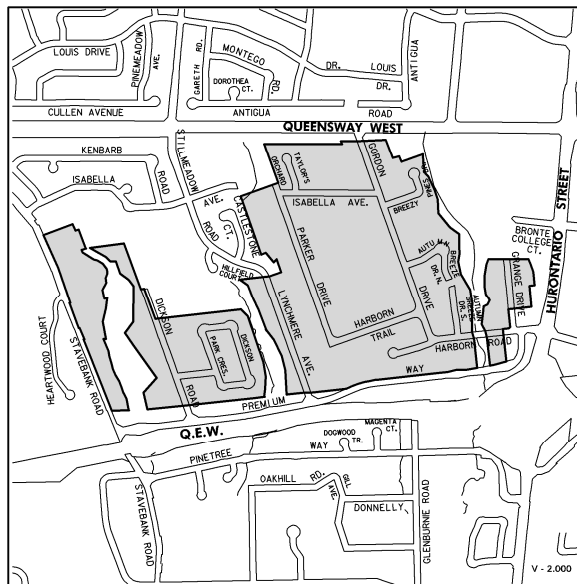 LOUIS DRIVE
PINEMEADOW
AVE.
GARETH RD.
MONTEGO
RD.
DR.
LOUIS
DR.
ANTIGUA
DOROTHEA
CT.
CULLEN AVENUE
ANTIGUA
ROAD
QUEENSWAY WEST
KENBARB
ROAD
ISABELLA
AVE.
STILLMEADOW
ROAD
CASTLESTONE
CT.
HILLFIELD
COURT
TAYLOR'S
ORCHARD
GORDON
DRIVE
BREEZY
PINES
ISABELLA AVE.
PARKER
DRIVE
AUTUMN
BREEZE
DR. N.
AUTUMN
BREEZE
DR. S.
HARBORN
TRAIL
HARBORN ROAD
LYNCHMERE
AVE.
BRONTE
COLLEGE
CT.
GRANGE DRIVE
HURONTARIO STREET
HEARTWOOD COURT
STAVEBANK ROAD
DICKSON
ROAD
PARK CRES.
DICKSON
PREMIUM
WAY
Q.E.W.
PINETREE
WAY
DOGWOOD
TR.
MAGENTA
CT.
STAVEBANK
ROAD
OAKHILL RD.
GILL
AVE.
DONNELLY
GLENBURNIE ROAD
V - 2.000